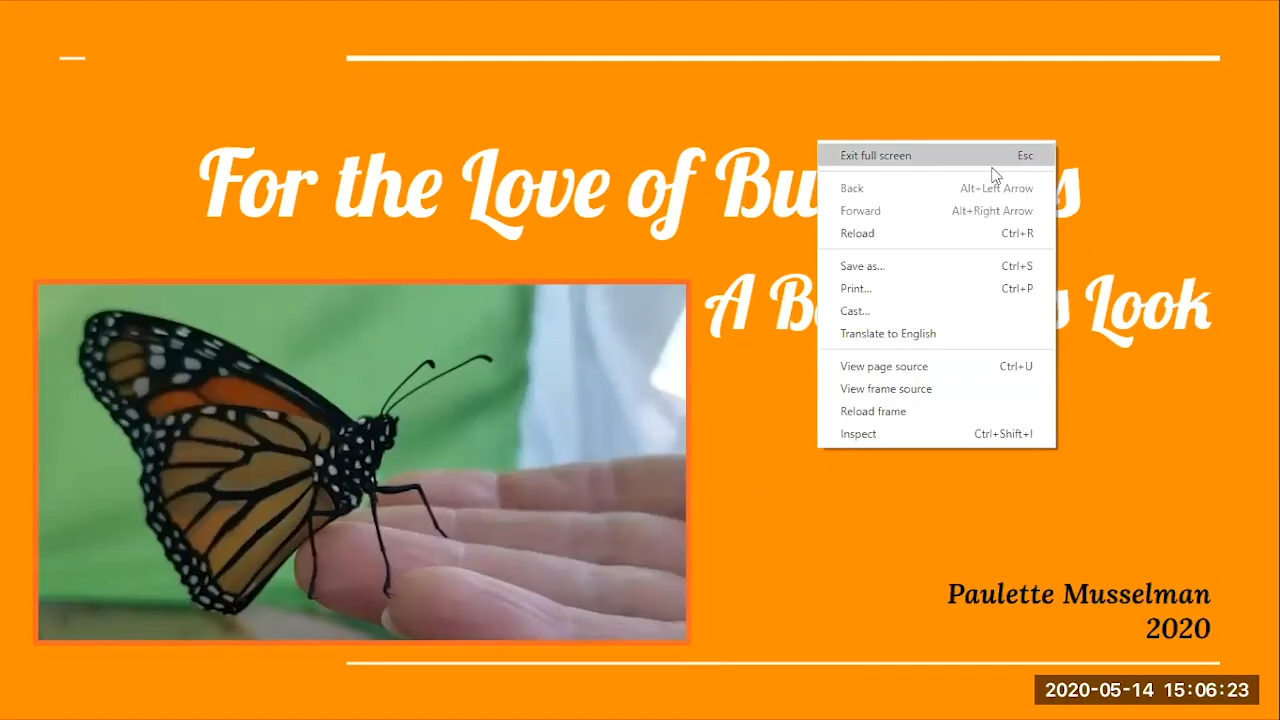 For the Love of Bu s
A B s Look
Exit full screen Esc
Back Alt+Left Arrow
Forward Alt+Right Arrow
Reload Ctrl+R
Save as... Ctrl+S
Print... Ctrl+P
Cast...
Translate to English
View page source Ctrl+U
View frame source
Reload frame
Inspect Ctrl+Shift+I
Paulette Musselman
2020
2020-05-14 15:06:23